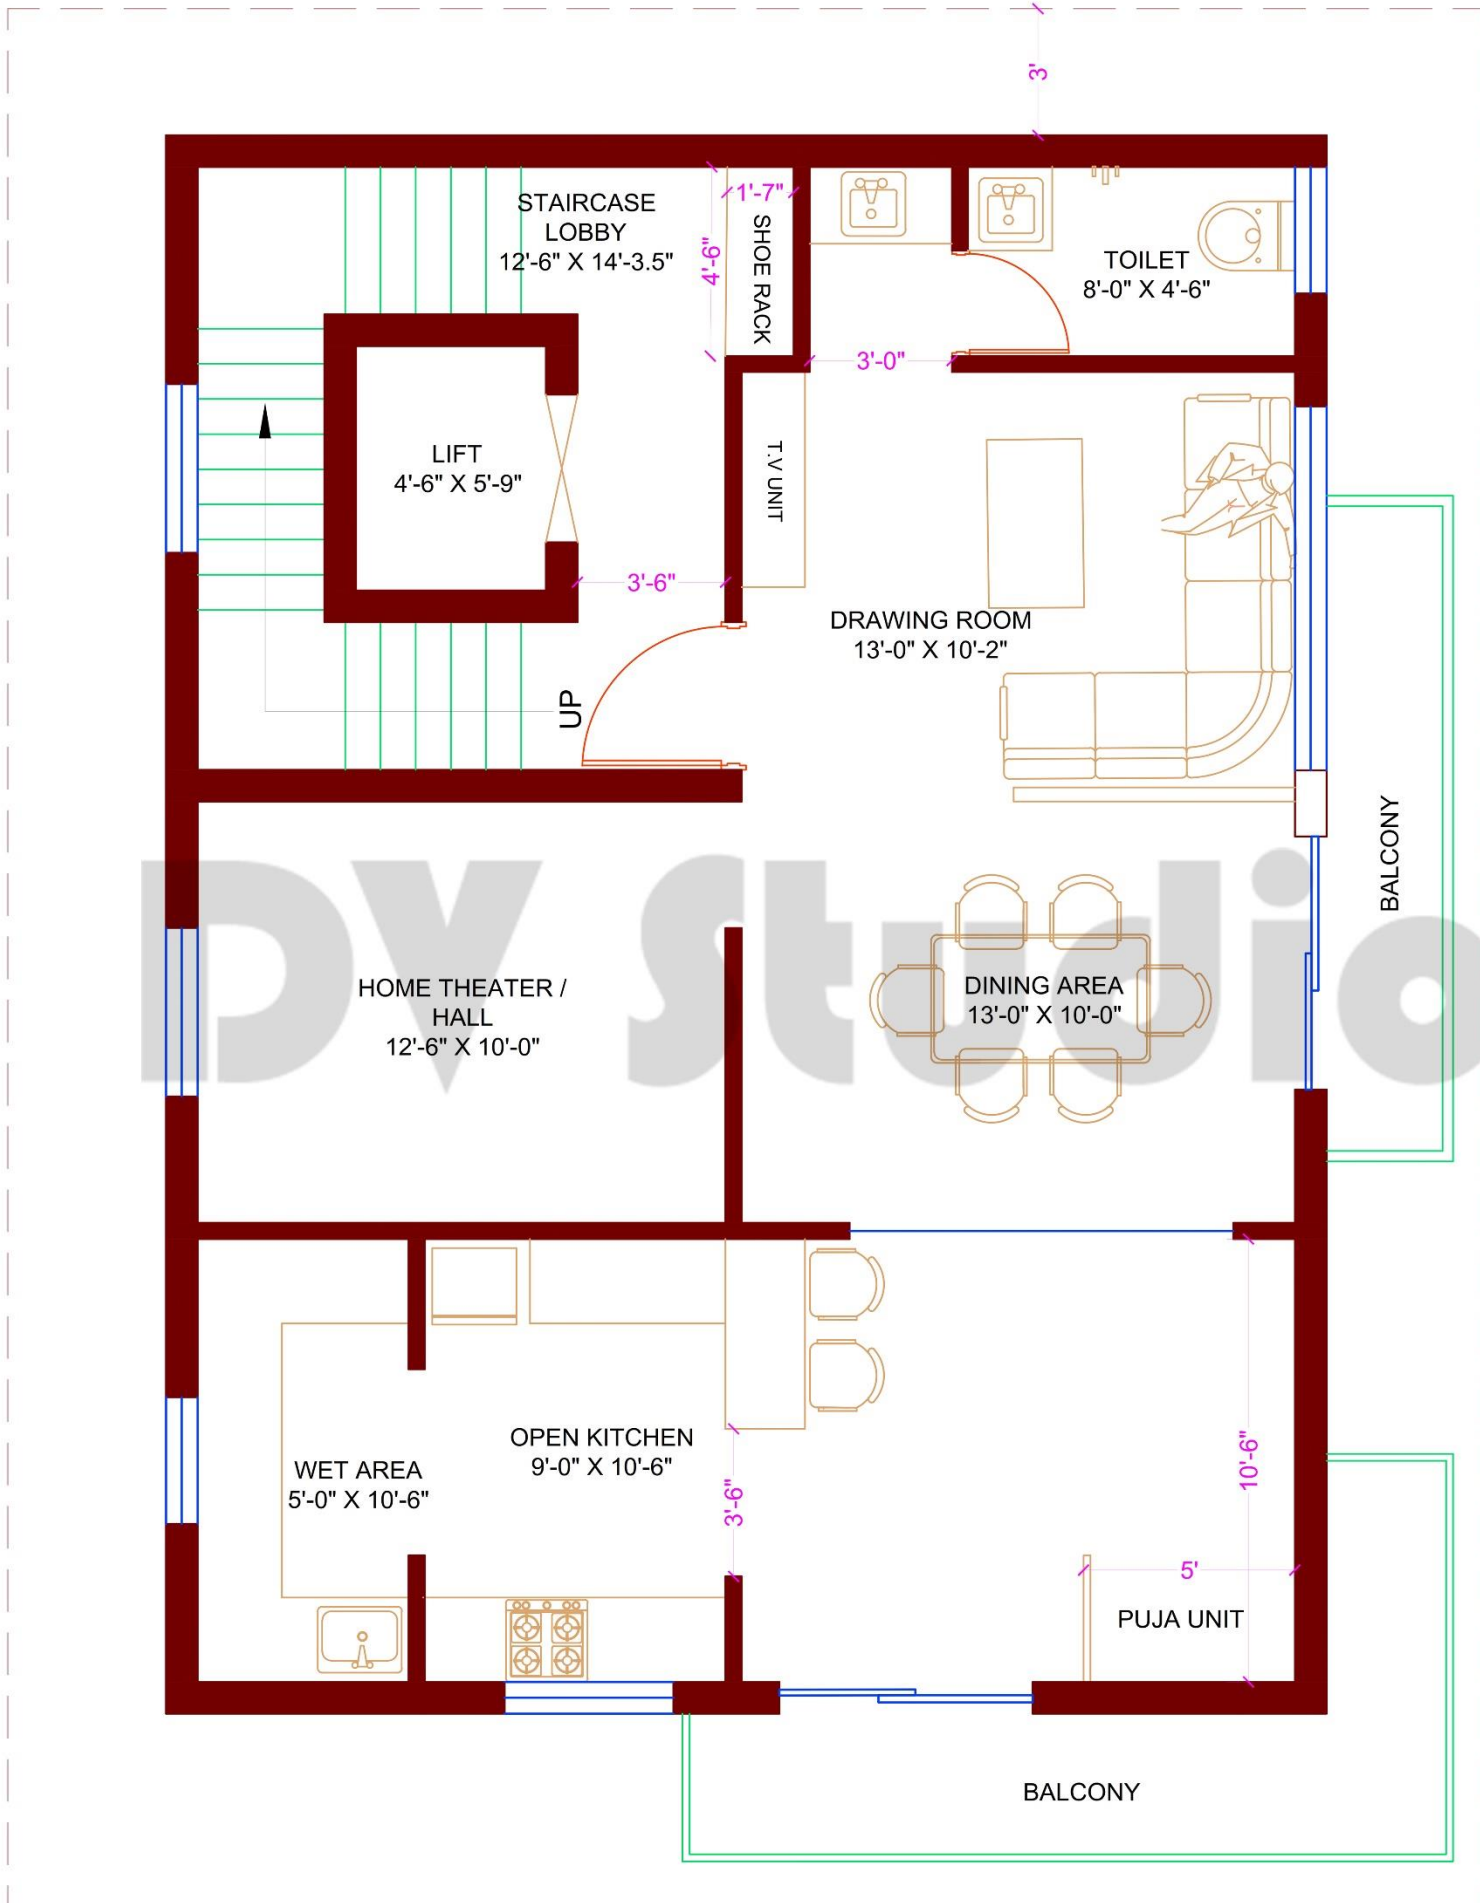 3'
STAIRCASE
LOBBY
12'-6" X 14'-3.5"
1'-7"
4'-6"
SHOE RACK
TOILET
8'-0" X 4'-6"
3'-0"
LIFT
4'-6" X 5'-9"
T.V UNIT
3'-6"
DRAWING ROOM
13'-0" X 10'-2"
UP
BALCONY
DV Studio
HOME THEATER /
HALL
12'-6" X 10'-0"
DINING AREA
13'-0" X 10'-0"
OPEN KITCHEN
9'-0" X 10'-6"
WET AREA
5'-0" X 10'-6"
3'-6"
10'-6"
5'
PUJA UNIT
BALCONY